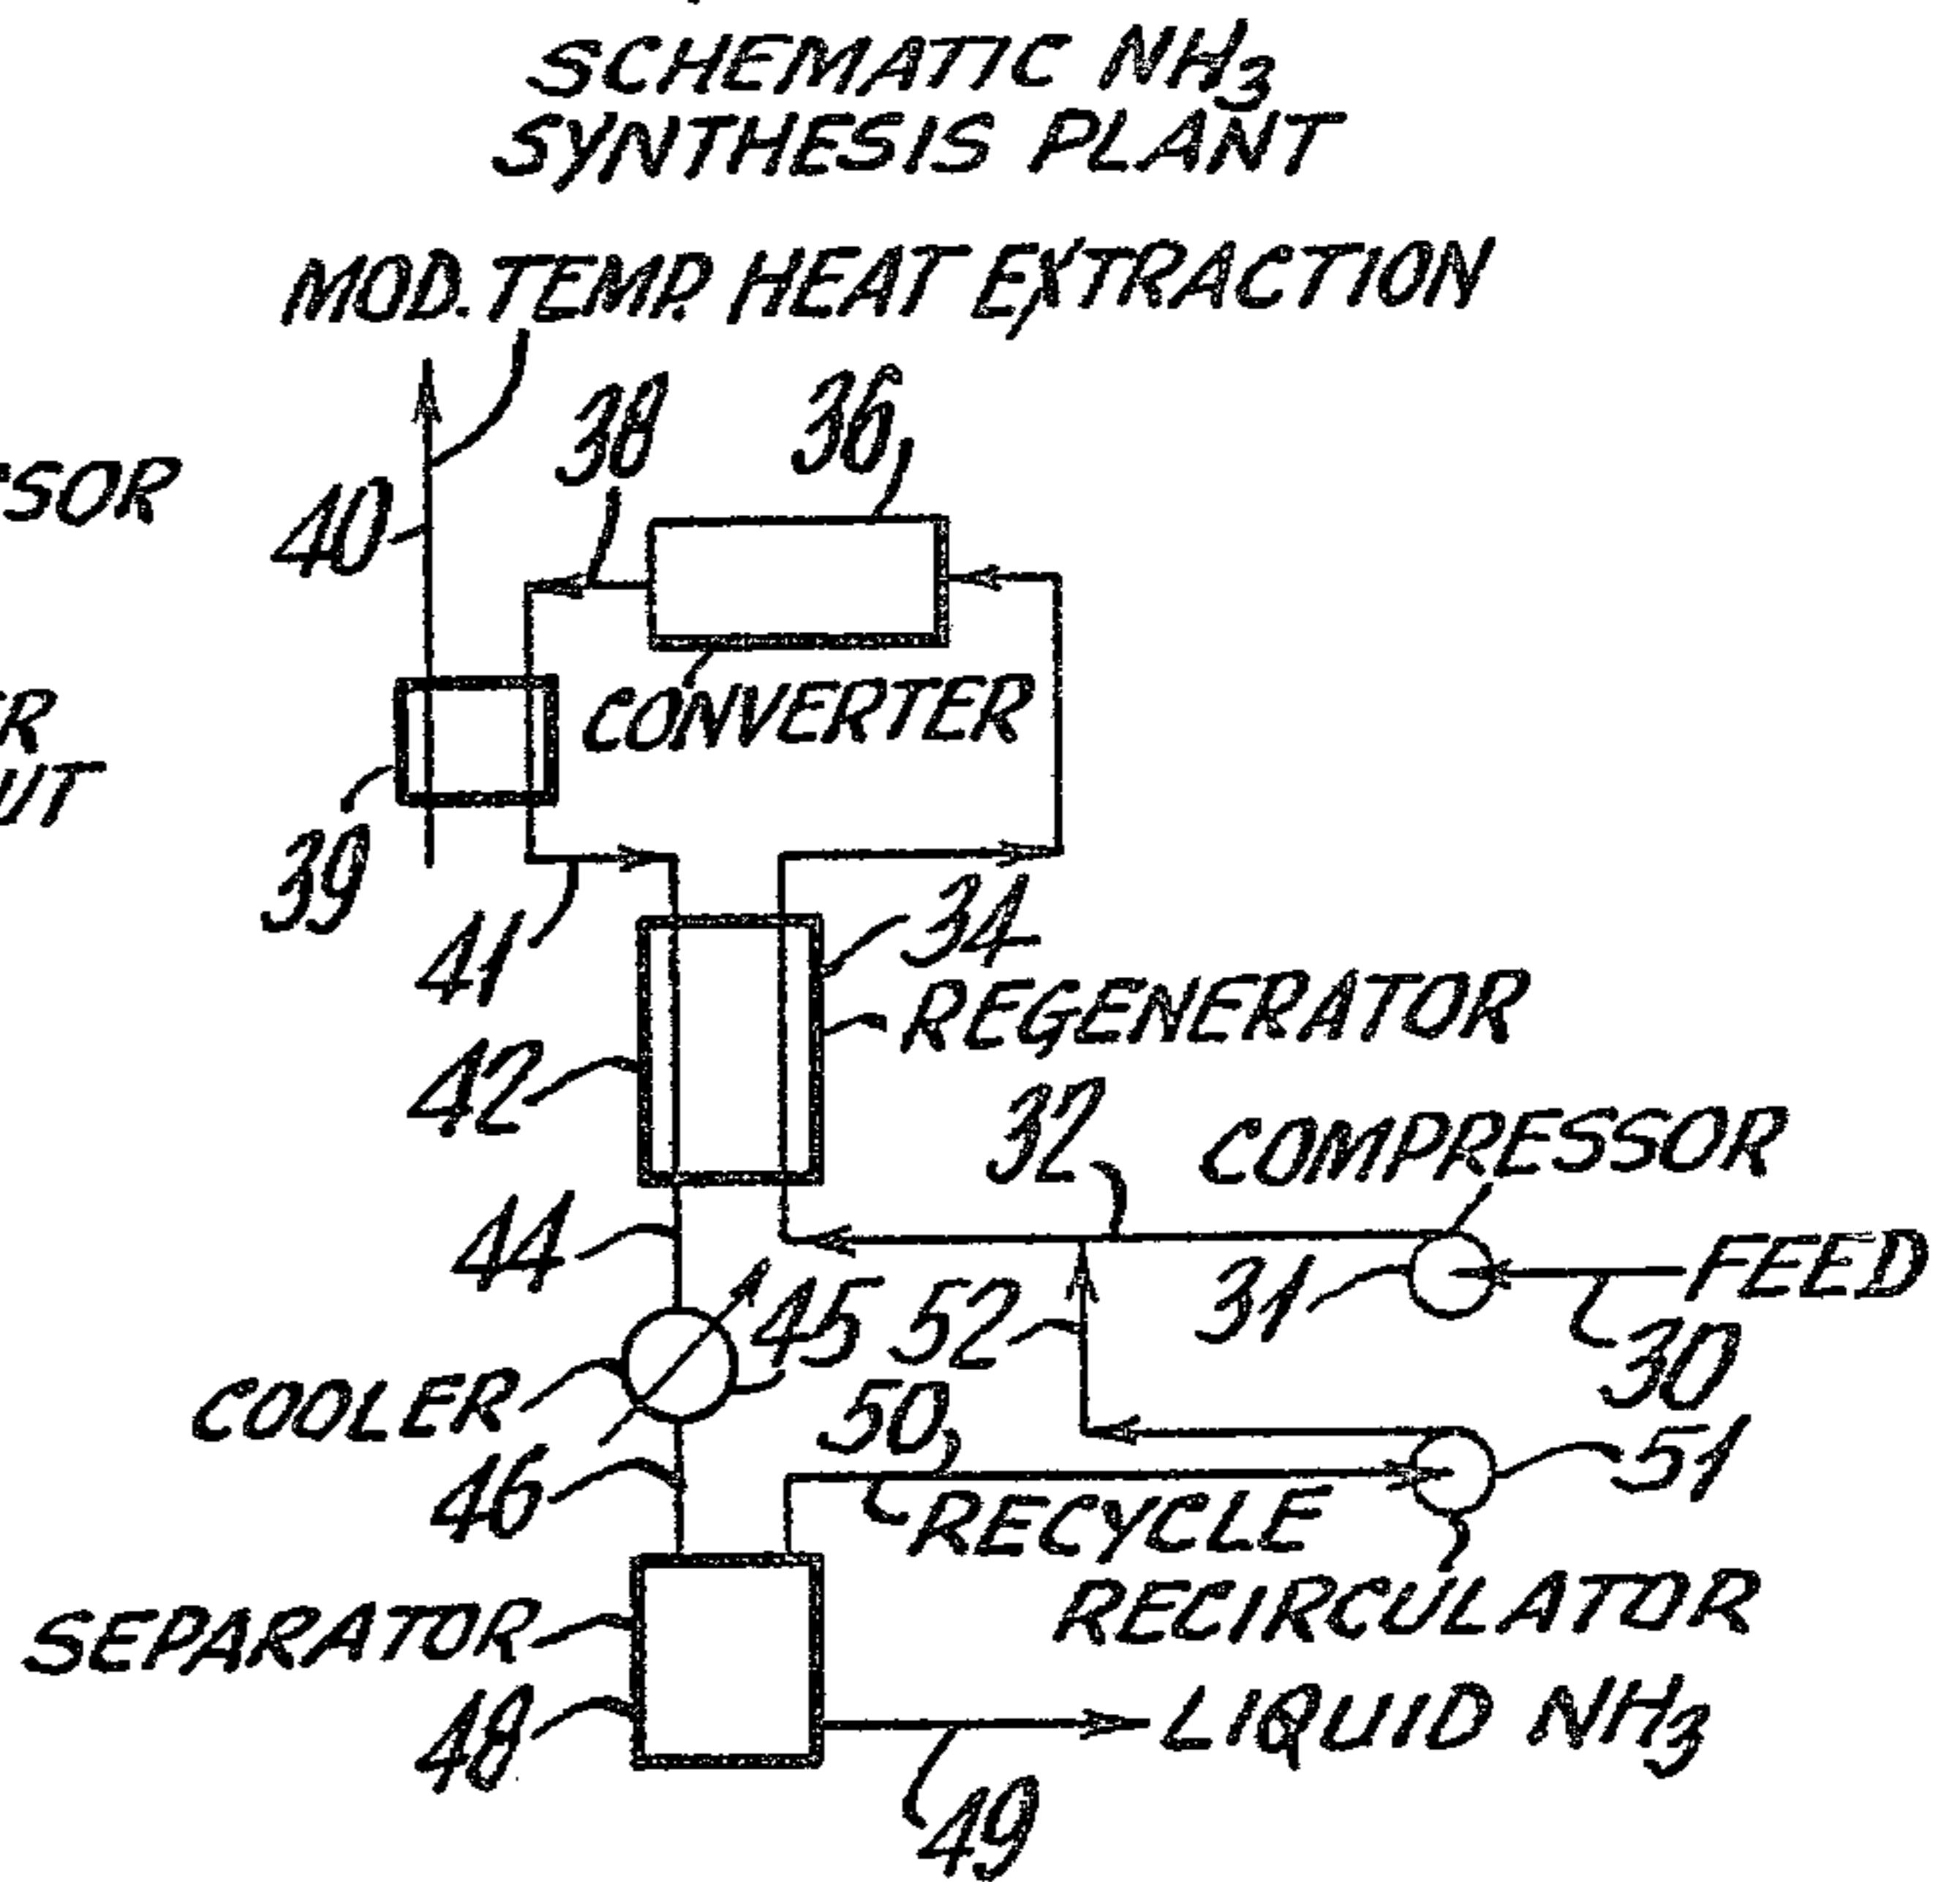 SCHEMATIC NH3
SYNTHESIS PLANT
MOD. TEMP. HEAT EXTRACTION
38
36
SOR
40
CONVERTER
39
41
34
REGENERATOR
42
32
COMPRESSOR
44
31
FEED
45
52
30
COOLER
50
51
46
RECYCLE
RECIRCULATOR
SEPARATOR
48
LIQUID NH3
49